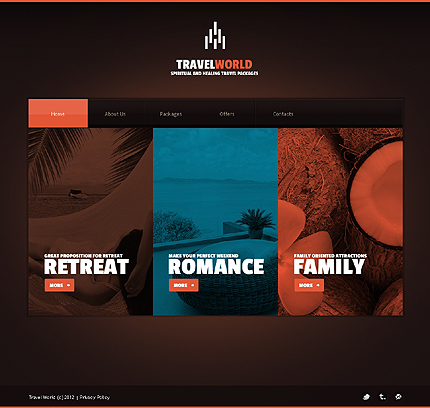 TRAVELWORLD
SPIRITUAL AND HEALING TRAVEL PACKAGES
Home
About Us
Packages
Offers
Contacts
GREAT PROPOSITION FOR RETREAT
RETREAT
MORE
MAKE YOUR PERFECT WEEKEND
ROMANCE
MORE
FAMILY ORIENTED ATTRACTIONS
FAMILY
MORE
Travel World (c) 2012 | Privacy Policy